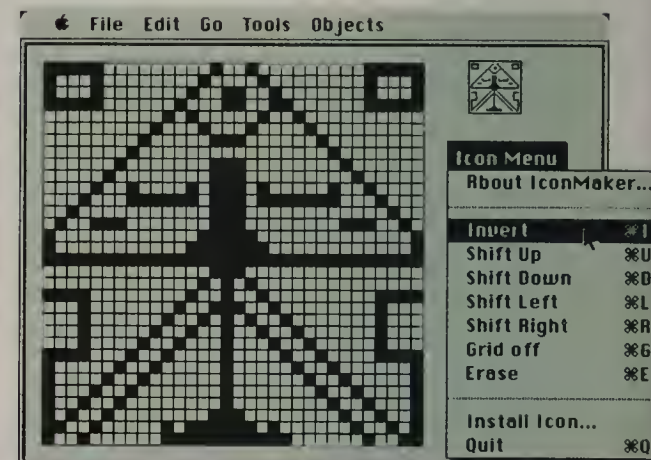 File Edit Go Tools Objects
Icon Menu
About IconMaker...
Invert ⌘I
Shift Up ⌘U
Shift Down ⌘D
Shift Left ⌘L
Shift Right ⌘R
Grid off ⌘G
Erase ⌘E
Install Icon...
Quit ⌘Q